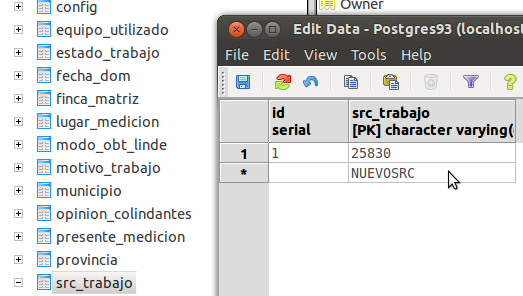 config
equipo_utilizado
estado_trabajo
fecha_dom
finca_matriz
lugar_medicion
modo_obt_linde
motivo_trabajo
municipio
opinion_colindantes
presente_medicion
provincia
src_trabajo
Owner
Edit Data - Postgres93 (localhost
File Edit View Tools Help
id src_trabajo
serial [PK] character varying(
1 1 25830
* NUEVOSRC